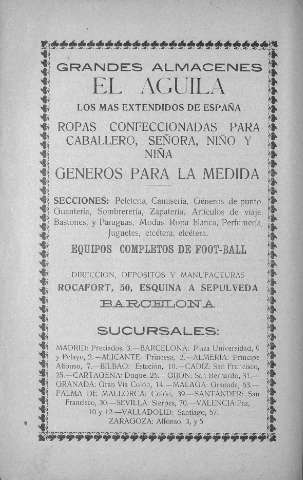 GRANDES ALMACENES
EL AGUILA
LOS MAS EXTENDIDOS DE ESPAÑA
ROPAS CONFECCIONADAS PARA
CABALLERO, SEÑORA, NIÑO Y
NIÑA
GENEROS PARA LA MEDIDA
SECCIONES: Peletería, Camisería, Géneros de punto
Guantería, Sombrerería, Zapatería, Artículos de viaje
Bastones, y Paraguas, Modas, Ropa blanca, Perfumería,
Juguetes, etcétera, etcétera.
EQUIPOS COMPLETOS DE FOOT-BALL
DIRECCION, DEPOSITOS Y MANUFACTURAS
ROCAFORT, 50, ESQUINA A SEPULVEDA
BARCELONA
SUCURSALES:
MADRID: Preciados, 3.—BARCELONA: Plaza Universidad, 9
y Pelayo, 2.—ALICANTE: Princesa, 2.—ALMERIA: Príncipe
Alfonso, 7.—BILBAO: Estación, 10.—CADIZ: San Francisco,
25.—CARTAGENA: Duque, 25.—GIJON: San Bernardo, 31.—
GRANADA: Gran Vía Colón, 14.—MALAGA: Granada, 63.—
PALMA DE MALLORCA: Colón, 39.—SANTANDER: San
Francisco, 30.—SEVILLA: Sierpes, 70.—VALENCIA: Paz,
10 y 12.—VALLADOLID: Santiago, 57.
ZARAGOZA: Alfonso, 3, y 5